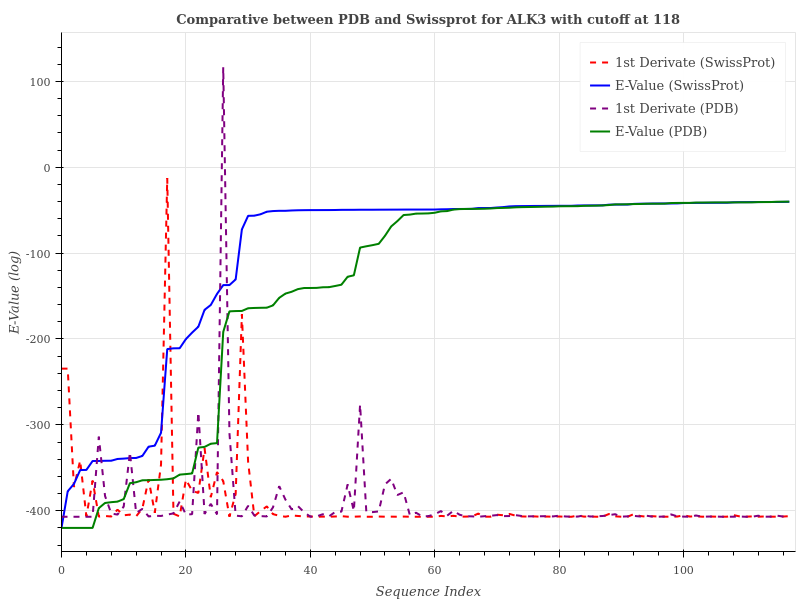 Comparative between PDB and Swissprot for ALK3 with cutoff at 118
1st Derivate (SwissProt)
E-Value (SwissProt)
1st Derivate (PDB)
E-Value (PDB)
E-Value (log)
100
0
-100
-200
-300
-400
0 20 40 60 80 100
Sequence Index